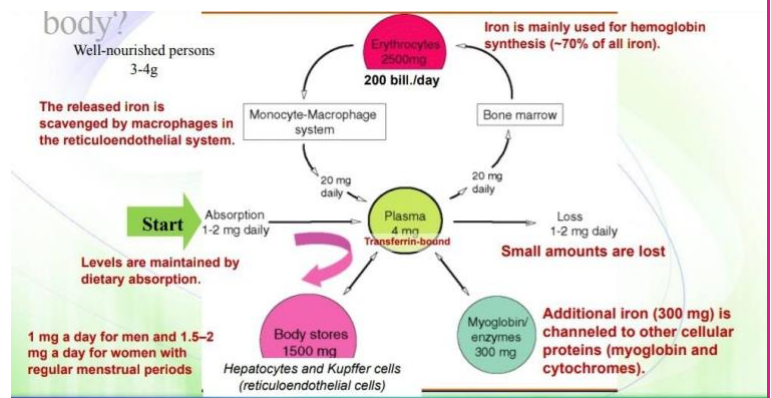 body?
Well-nourished persons
3-4g
Erythrocytes
2500mg
200 bill./day
Iron is mainly used for hemoglobin
synthesis (~70% of all iron).
The released iron is
scavenged by macrophages in
the reticuloendothelial system.
Monocyte-Macrophage
system
Bone marrow
20 mg
daily
20 mg
daily
Start
Absorption
1-2 mg daily
Plasma
4 mg
Transferrin-bound
Loss
1-2 mg daily
Small amounts are lost
Levels are maintained by
dietary absorption.
1 mg a day for men and 1.5–2
mg a day for women with
regular menstrual periods
Body stores
1500 mg
Hepatocytes and Kupffer cells
(reticuloendothelial cells)
Myoglobin/
enzymes
300 mg
Additional iron (300 mg) is
channeled to other cellular
proteins (myoglobin and
cytochromes).